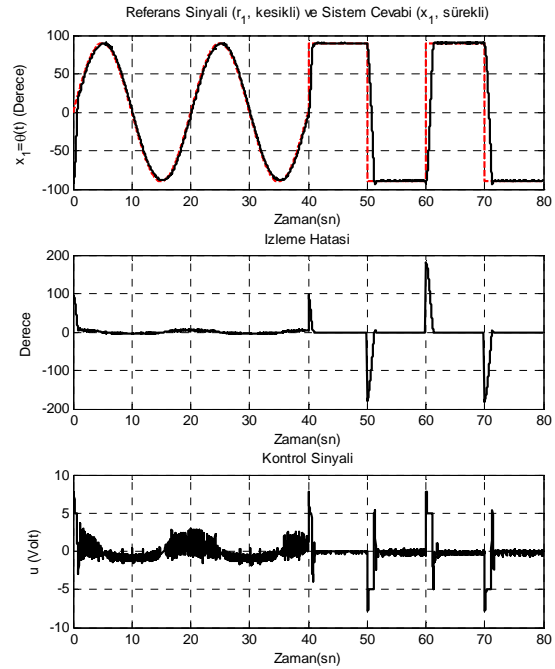 Referans Sinyali (r_1, kesikli) ve Sistem Cevabi (x_1, sürekli)
x_1=θ(t) (Derece)
100
50
0
-50
-100
0 10 20 30 40 50 60 70 80
Zaman(sn)
Izleme Hatasi
Derece
200
100
0
-100
-200
0 10 20 30 40 50 60 70 80
Zaman(sn)
Kontrol Sinyali
u (Volt)
10
5
0
-5
-10
0 10 20 30 40 50 60 70 80
Zaman(sn)